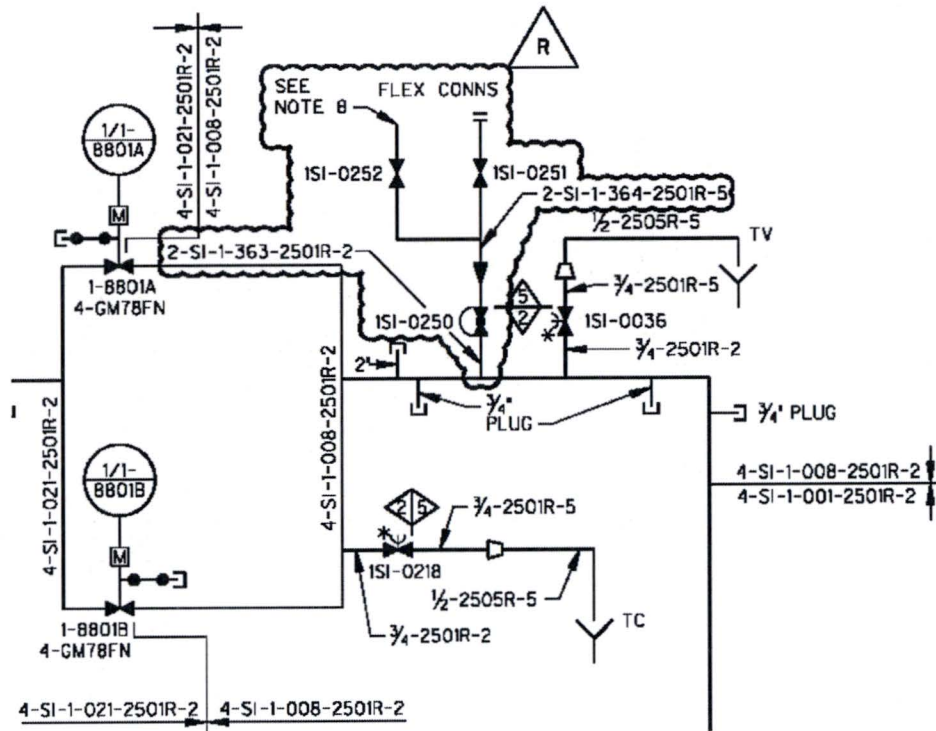 R
SEE
NOTE 8
FLEX CONNS
4-SI-1-021-2501R-2
4-SI-1-008-2501R-2
1/1-
8801A
M
1SI-0252
1SI-0251
2-SI-1-364-2501R-5
½-2505R-5
TV
2-SI-1-363-2501R-2
1-8801A
4-GM78FN
5
2
¾-2501R-5
1SI-0250
*
1SI-0036
¾-2501R-2
2"
¾"
PLUG
¾" PLUG
4-SI-1-021-2501R-2
4-SI-1-008-2501R-2
1/1-
8801B
M
4-SI-1-008-2501R-2
4-SI-1-001-2501R-2
2 5
¾-2501R-5
*
1SI-0218
½-2505R-5
TC
¾-2501R-2
1-8801B
4-GM78FN
4-SI-1-021-2501R-2
4-SI-1-008-2501R-2